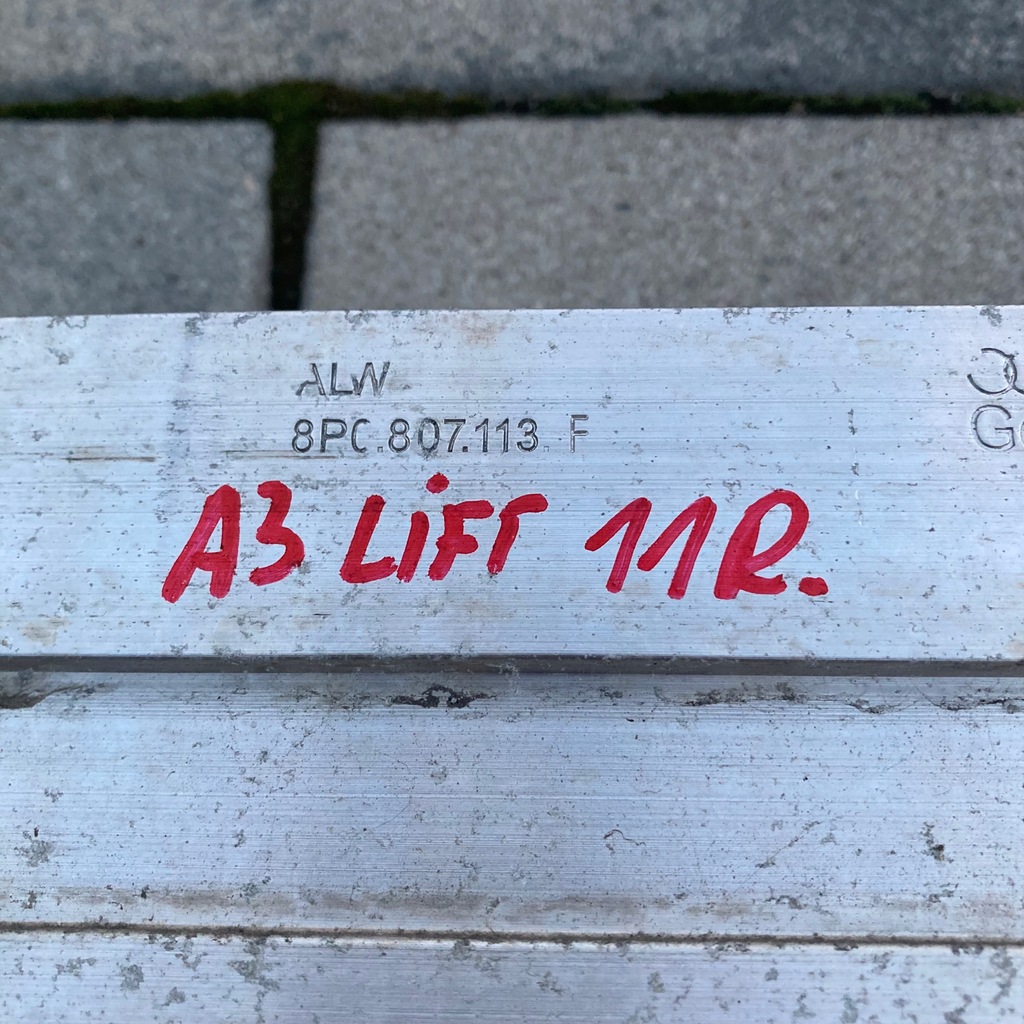 ALW
8PC.807.113 F
A3 LiFT 11R.